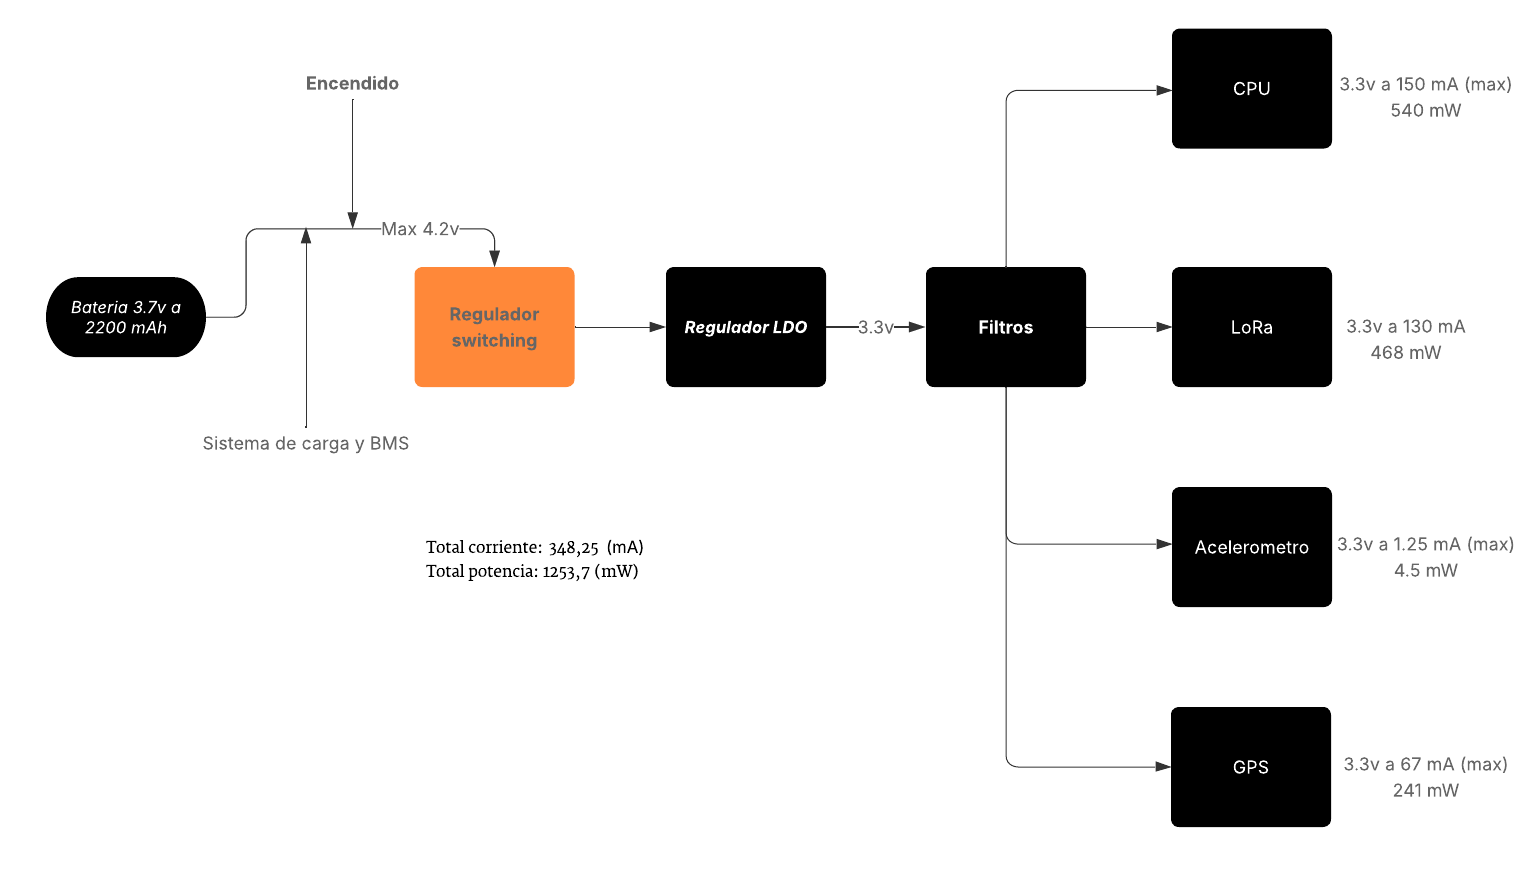 Encendido
Max 4.2v
Bateria 3.7v a
2200 mAh
Sistema de carga y BMS
Regulador
switching
Regulador LDO
3.3v
Filtros
CPU
3.3v a 150 mA (max)
540 mW
LoRa
3.3v a 130 mA
468 mW
Acelerometro
3.3v a 1.25 mA (max)
4.5 mW
GPS
3.3v a 67 mA (max)
241 mW
Total corriente: 348,25 (mA)
Total potencia: 1253,7 (mW)